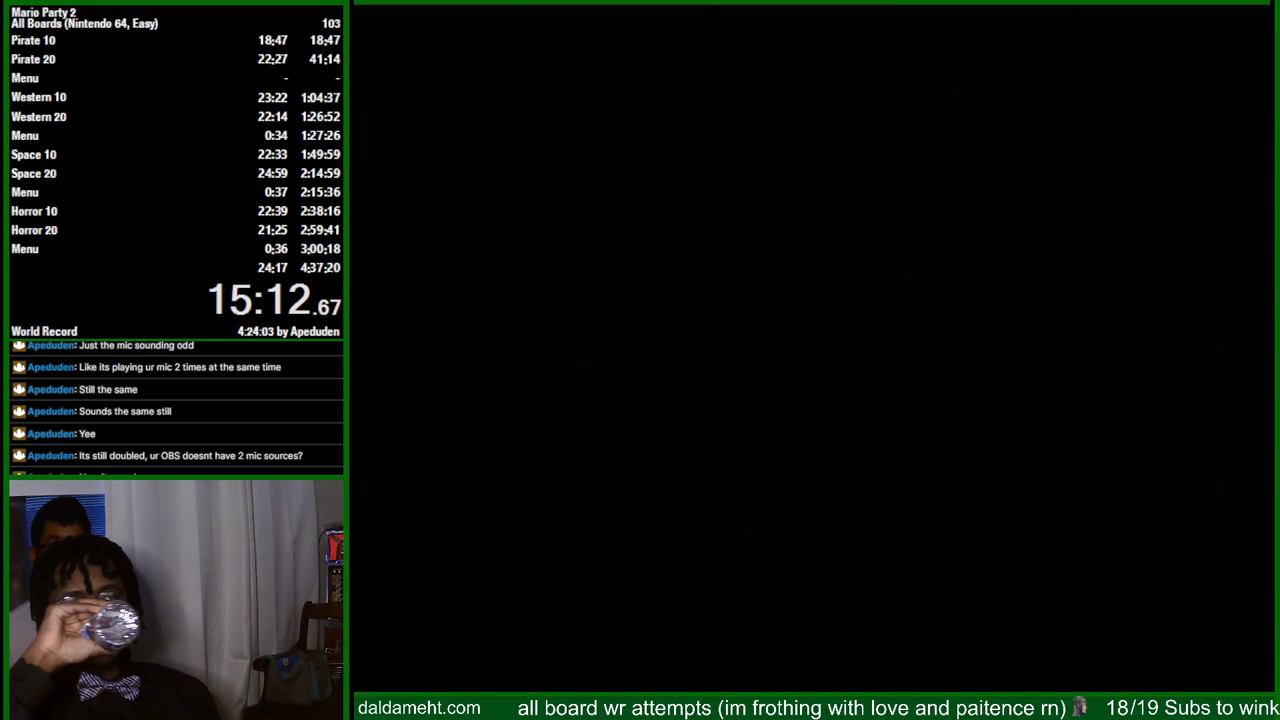 Mario Party 2
All Boards (Nintendo 64, Easy) 103
Pirate 10 18:47 18:47
Pirate 20 22:27 41:14
Menu - -
Western 10 23:22 1:04:37
Western 20 22:14 1:26:52
Menu 0:34 1:27:26
Space 10 22:33 1:49:59
Space 20 24:59 2:14:59
Menu 0:37 2:15:36
Horror 10 22:39 2:38:16
Horror 20 21:25 2:59:41
Menu 0:36 3:00:18
24:17 4:37:20
15:12.67
World Record 4:24:03 by Apeduden
Apeduden: Just the mic sounding odd
Apeduden: Like its playing ur mic 2 times at the same time
Apeduden: Still the same
Apeduden: Sounds the same still
Apeduden: Yee
Apeduden: Its still doubled, ur OBS doesnt have 2 mic sources?
daldameht.com all board wr attempts (im frothing with love and paitence rn) 18/19 Subs to wink